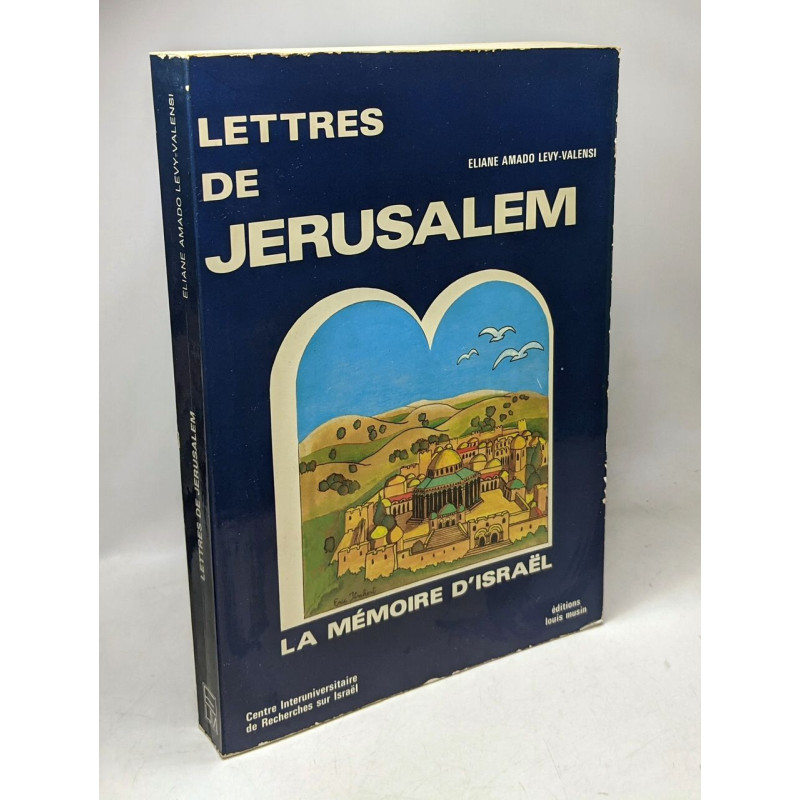 LETTRES
DE
JERUSALEM
ELIANE AMADO LEVY-VALENSI
LA MÉMOIRE D'ISRAËL
éditions
louis musin
Centre Interuniversitaire
de Recherches sur Israël
ELIANE AMADO LEVY-VALENSI
LETTRES DE JERUSALEM